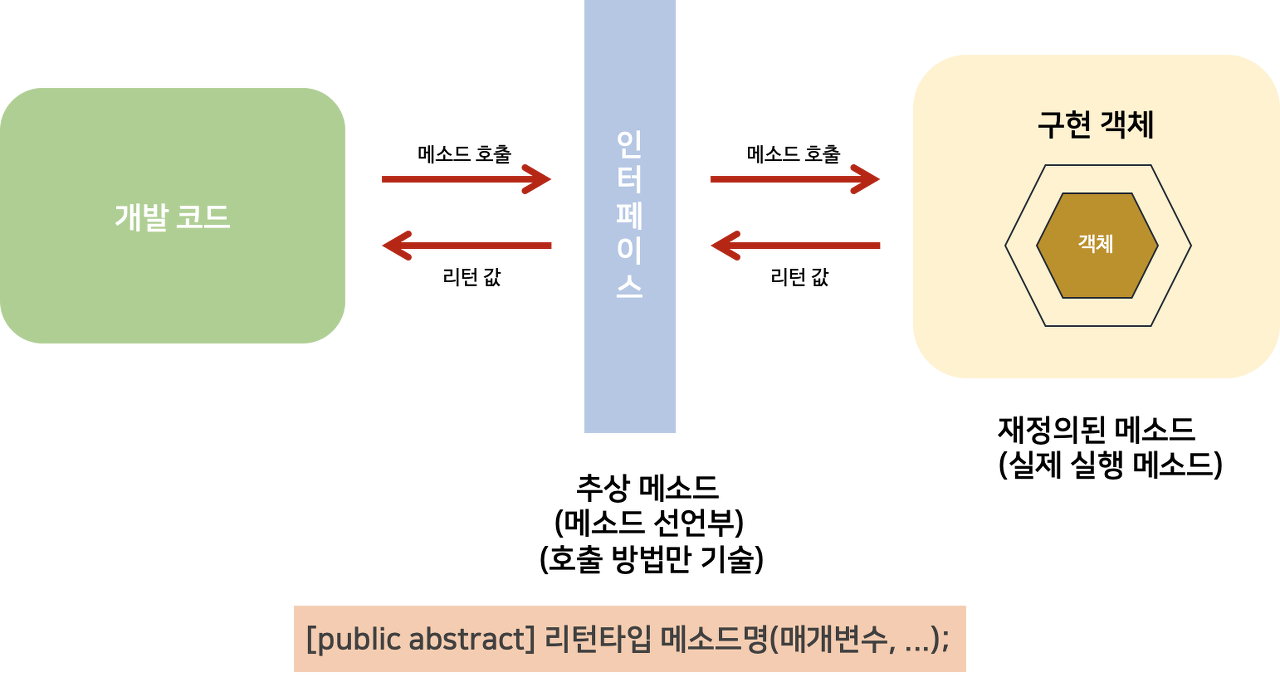 개발 코드
메소드 호출
리턴 값
인터페이스
메소드 호출
리턴 값
구현 객체
객체
재정의된 메소드
(실제 실행 메소드)
추상 메소드
(메소드 선언부)
(호출 방법만 기술)
[public abstract] 리턴타입 메소드명(매개변수, ...);